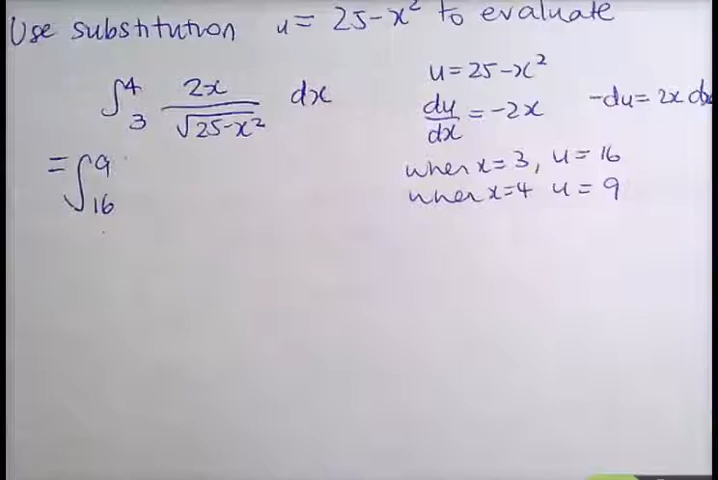 Use substitution u = 25-x² to evaluate
∫₃⁴ 2x/√25-x² dx
u = 25-x²
du/dx = -2x -du = 2x dx
when x = 3, u = 16
when x=4 u = 9
= ∫₁₆⁹